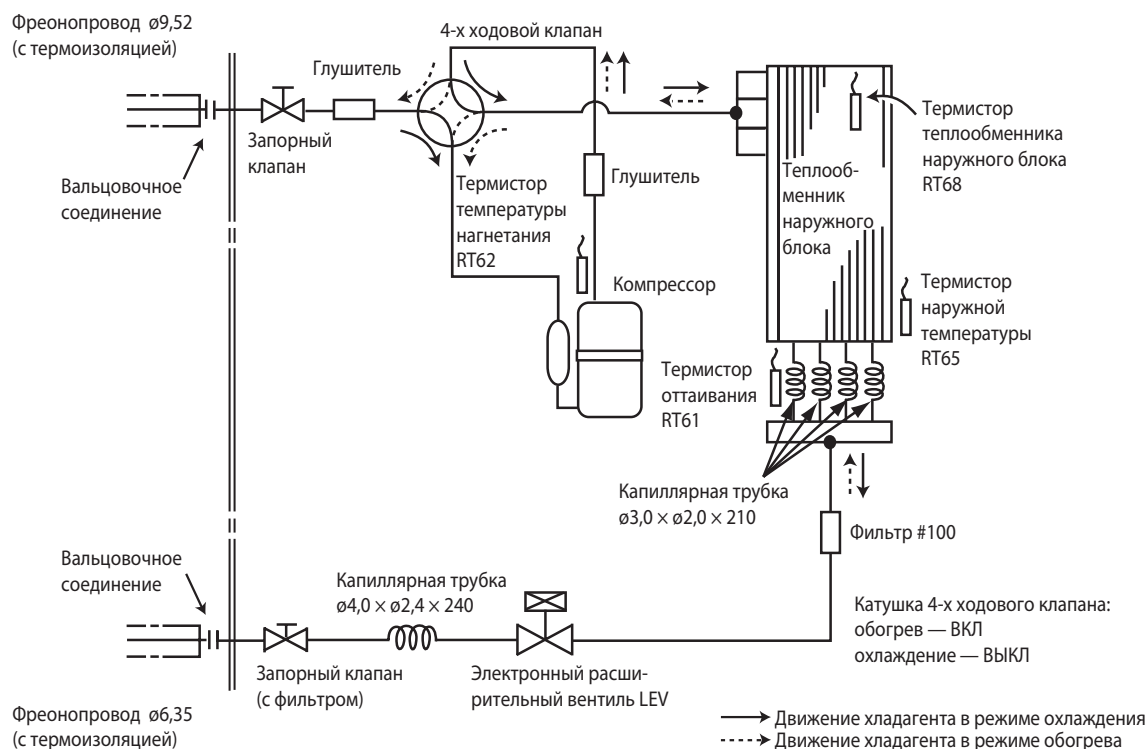 Фреонопровод ø9,52
(с термоизоляцией)
4-х ходовой клапан
Глушитель
Запорный
клапан
Вальцовочное
соединение
Термистор
температуры
нагнетания
RT62
Глушитель
Компрессор
Теплооб-
менник
наружного
блока
Термистор
теплообменника
наружного блока
RT68
Термистор
наружной
температуры
RT65
Термистор
оттаивания
RT61
Капиллярная трубка
ø3,0 × ø2,0 × 210
Фильтр #100
Вальцовочное
соединение
Капиллярная трубка
ø4,0 × ø2,4 × 240
Катушка 4-х ходового клапана:
обогрев — ВКЛ
охлаждение — ВЫКЛ
Запорный клапан
(с фильтром)
Электронный расши-
рительный вентиль LEV
Фреонопровод ø6,35
(с термоизоляцией)
Движение хладагента в режиме охлаждения
Движение хладагента в режиме обогрева